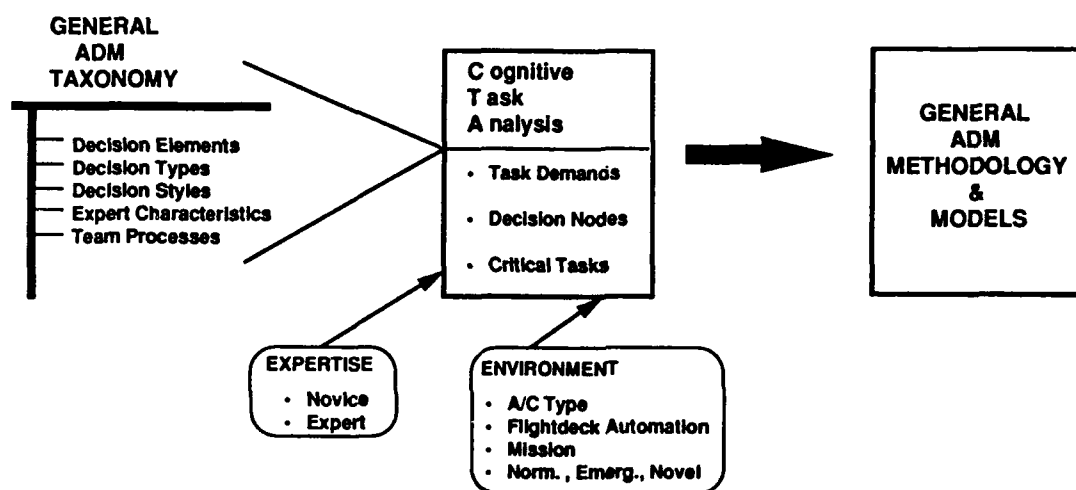 GENERAL
ADM
TAXONOMY
Decision Elements
Decision Types
Decision Styles
Expert Characteristics
Team Processes
C ognitive
T ask
A nalysis
• Task Demands
• Decision Nodes
• Critical Tasks
GENERAL
ADM
METHODOLOGY
&
MODELS
EXPERTISE
• Novice
• Expert
ENVIRONMENT
• A/C Type
• Flightdeck Automation
• Mission
• Norm. , Emerg., Novel